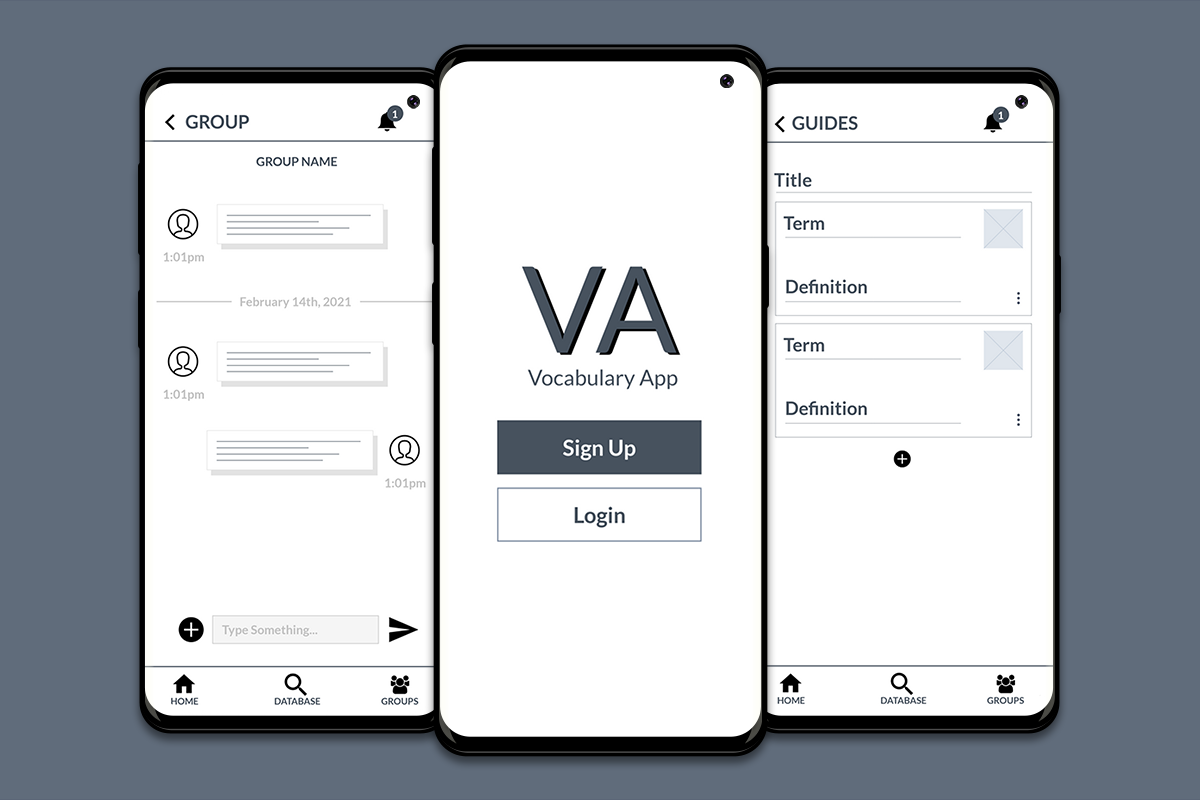 GROUP
1
GROUP NAME
1:01pm
February 14th, 2021
1:01pm
1:01pm
Type Something...
HOME
DATABASE
GROUPS
VA
Vocabulary App
Sign Up
Login
GUIDES
1
Title
Term
Definition
Term
Definition
HOME
DATABASE
GROUPS